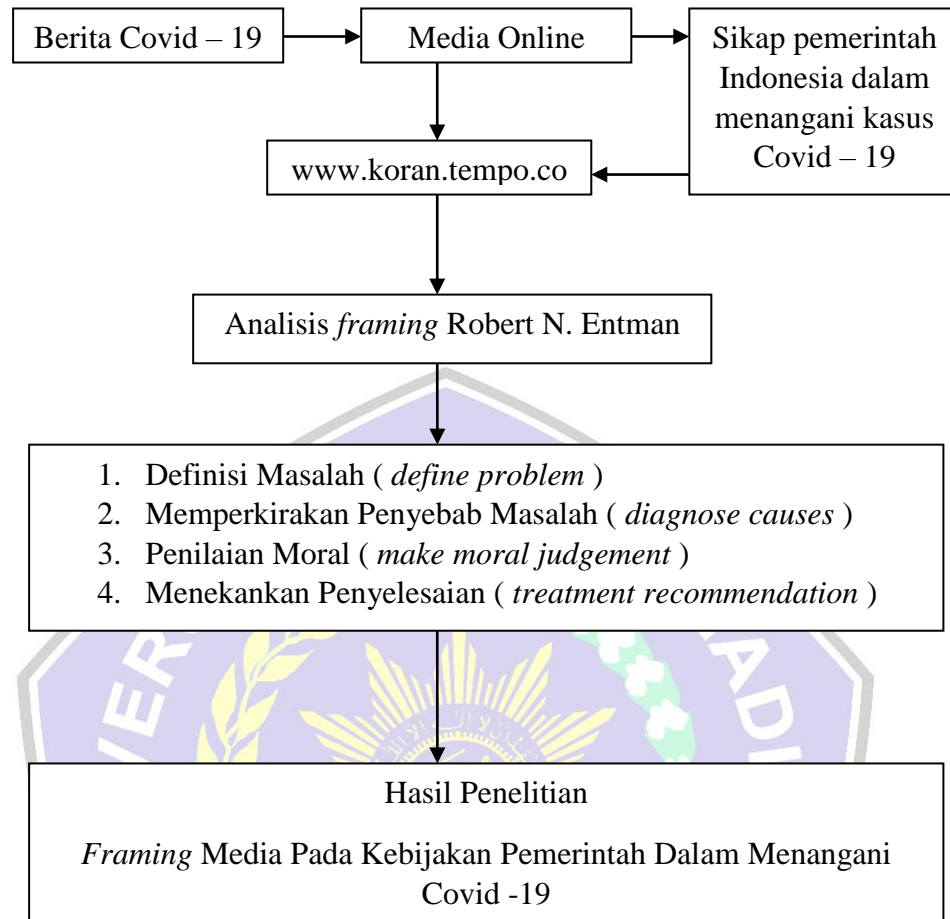 Berita Covid – 19
Media Online
Sikap pemerintah
Indonesia dalam
menangani kasus
Covid – 19
www.koran.tempo.co
Analisis framing Robert N. Entman
1. Definisi Masalah ( define problem )
2. Memperkirakan Penyebab Masalah ( diagnose causes )
3. Penilaian Moral ( make moral judgement )
4. Menekankan Penyelesaian ( treatment recommendation )
Hasil Penelitian
Framing Media Pada Kebijakan Pemerintah Dalam Menangani
Covid -19